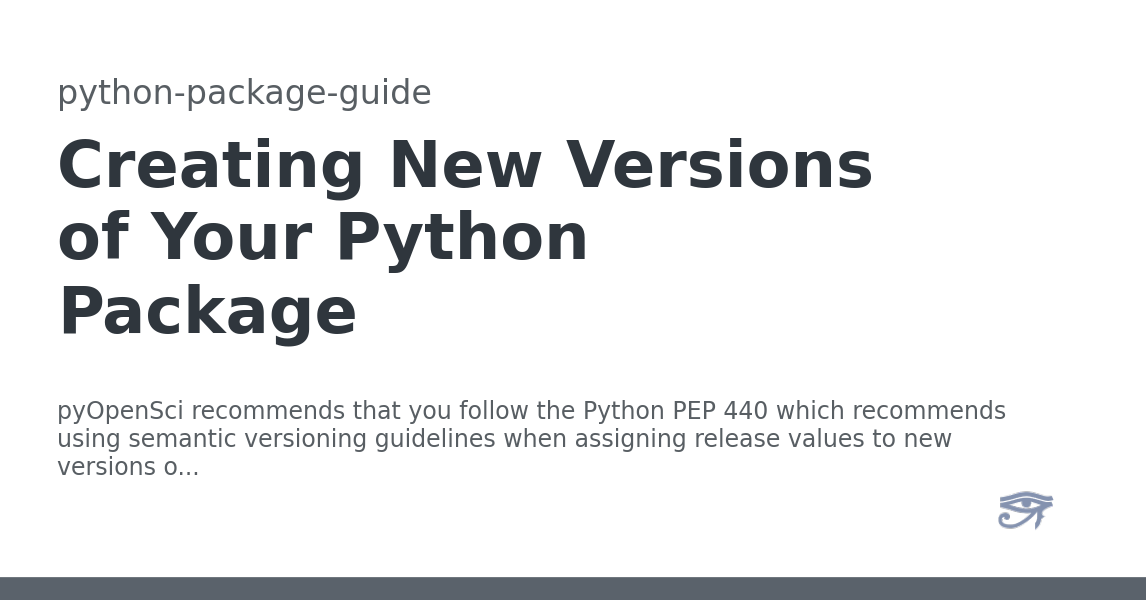 python-package-guide
Creating New Versions
of Your Python
Package
pyOpenSci recommends that you follow the Python PEP 440 which recommends
using semantic versioning guidelines when assigning release values to new
versions o...